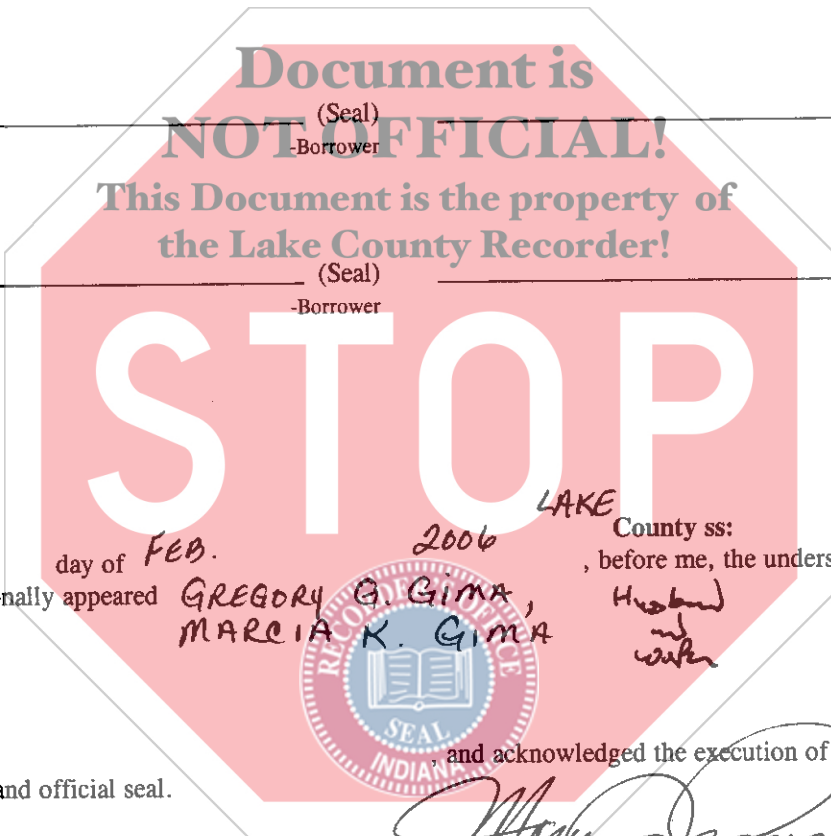 Document is
(Seal)
NOT OFFICIAL!
-Borrower
This Document is the property of
the Lake County Recorder!
(Seal)
-Borrower
STOP
LAKE
County ss:
day of FEB. 2006 , before me, the unders
nally appeared GREGORY G. GIMA, Husband
MARCIA K. GIMA and
wife
RECORDER'S OFFICE
SEAL
INDIANA
, and acknowledged the execution of
and official seal.